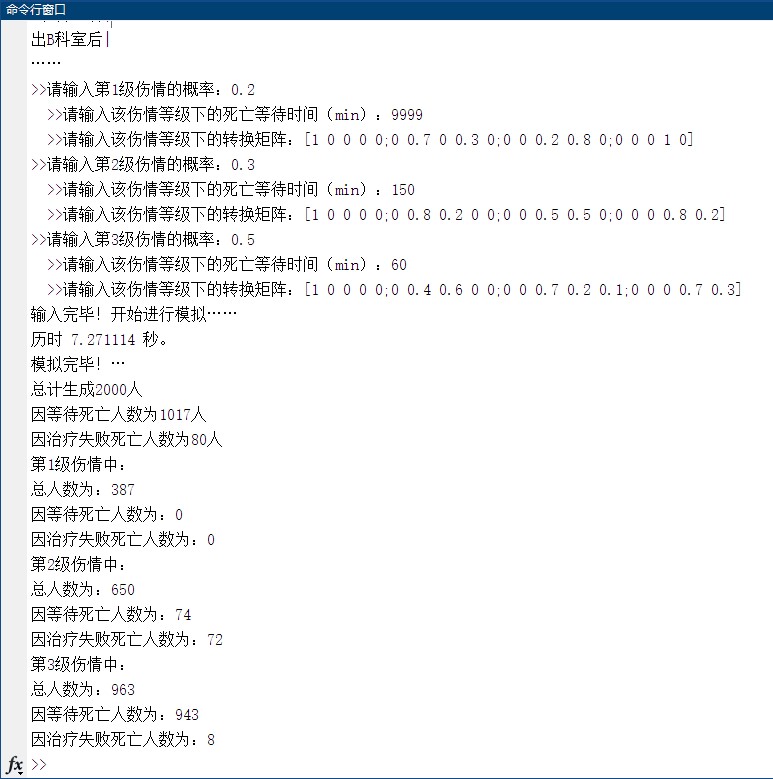 命令行窗口
出B科室后|
……
>>请输入第1级伤情的概率：0.2
>>请输入该伤情等级下的死亡等待时间（min）：9999
>>请输入该伤情等级下的转换矩阵：[1 0 0 0 0;0 0.7 0 0.3 0;0 0 0.2 0.8 0;0 0 0 1 0]
>>请输入第2级伤情的概率：0.3
>>请输入该伤情等级下的死亡等待时间（min）：150
>>请输入该伤情等级下的转换矩阵：[1 0 0 0 0;0 0.8 0.2 0 0;0 0 0.5 0.5 0;0 0 0 0.8 0.2]
>>请输入第3级伤情的概率：0.5
>>请输入该伤情等级下的死亡等待时间（min）：60
>>请输入该伤情等级下的转换矩阵：[1 0 0 0 0;0 0.4 0.6 0 0;0 0 0.7 0.2 0.1;0 0 0 0.7 0.3]
输入完毕！开始进行模拟……
历时 7.271114 秒。
模拟完毕！…
总计生成2000人
因等待死亡人数为1017人
因治疗失败死亡人数为80人
第1级伤情中：
总人数为：387
因等待死亡人数为：0
因治疗失败死亡人数为：0
第2级伤情中：
总人数为：650
因等待死亡人数为：74
因治疗失败死亡人数为：72
第3级伤情中：
总人数为：963
因等待死亡人数为：943
因治疗失败死亡人数为：8
fx >>